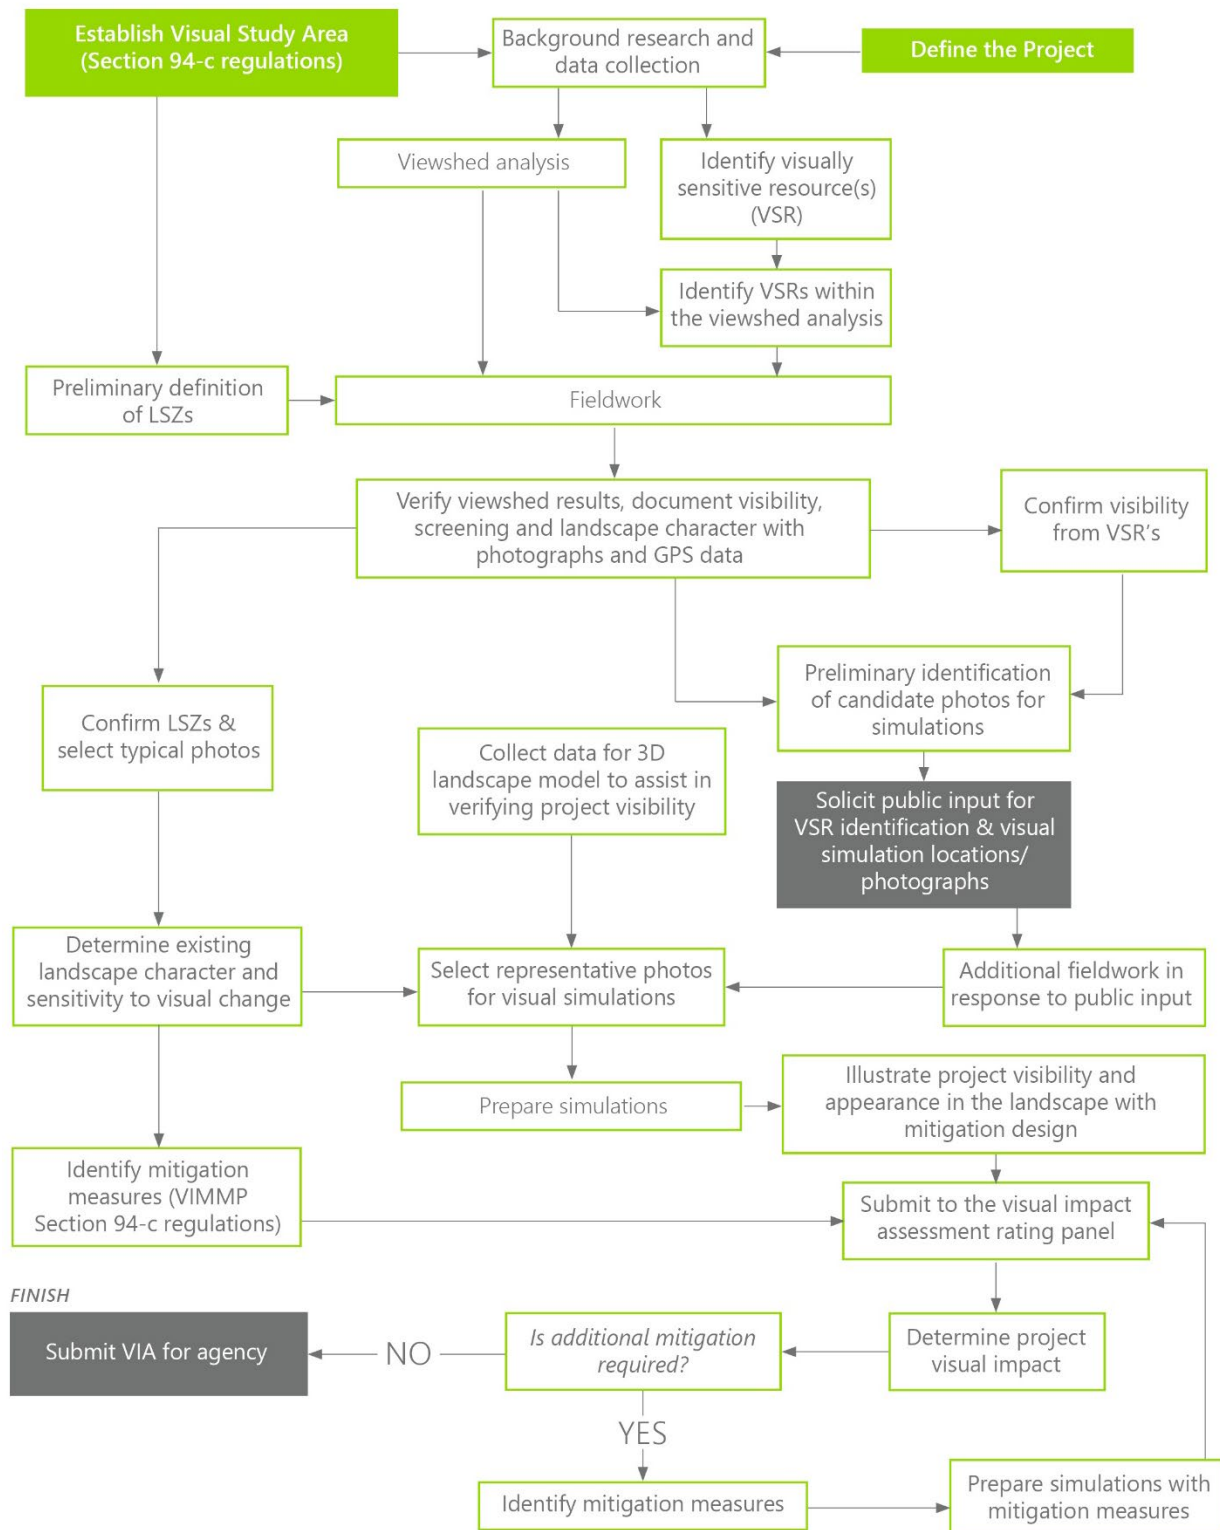 Establish Visual Study Area
(Section 94-c regulations)
Background research and
data collection
Define the Project
Viewshed analysis
Identify visually
sensitive resource(s)
(VSR)
Identify VSRs within
the viewshed analysis
Preliminary definition
of LSZs
Fieldwork
Verify viewshed results, document visibility,
screening and landscape character with
photographs and GPS data
Confirm visibility
from VSR's
Preliminary identification
of candidate photos for
simulations
Confirm LSZs &
select typical photos
Collect data for 3D
landscape model to assist in
verifying project visibility
Solicit public input for
VSR identification & visual
simulation locations/
photographs
Determine existing
landscape character and
sensitivity to visual change
Select representative photos
for visual simulations
Additional fieldwork in
response to public input
Prepare simulations
Illustrate project visibility and
appearance in the landscape with
mitigation design
Identify mitigation
measures (VIMMP
Section 94-c regulations)
Submit to the visual impact
assessment rating panel
FINISH
Submit VIA for agency
NO
Is additional mitigation
required?
Determine project
visual impact
YES
Identify mitigation measures
Prepare simulations with
mitigation measures